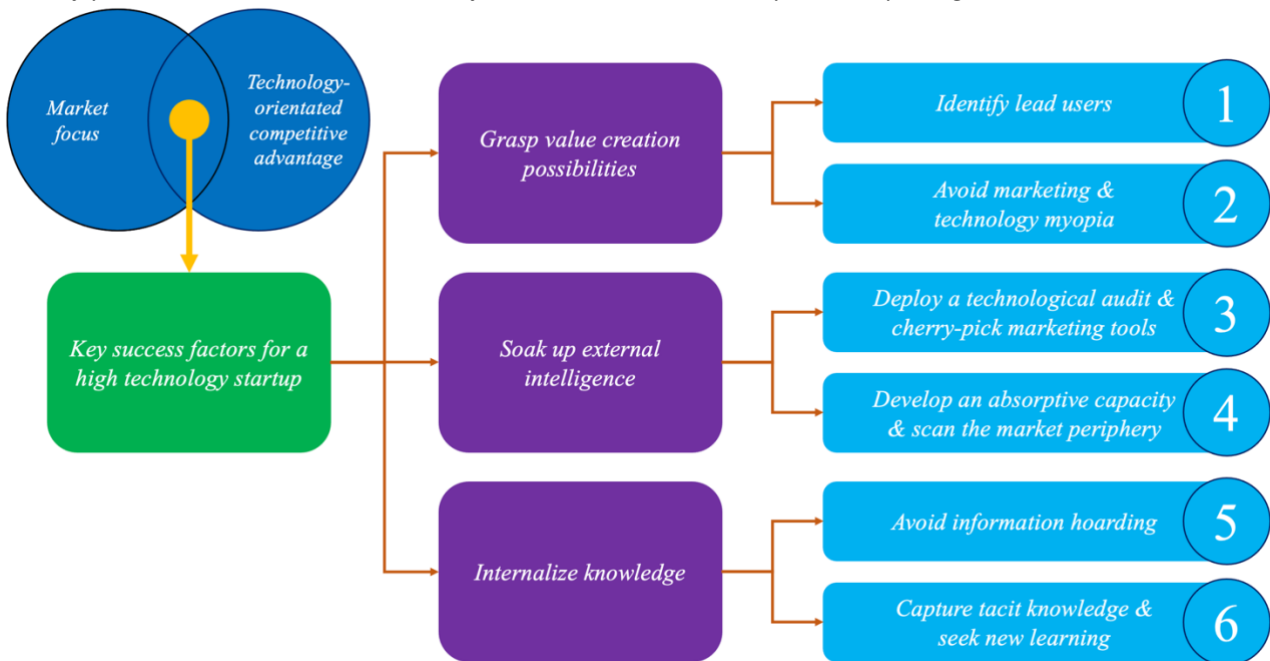 Market
focus
Technology-
orientated
competitive
advantage
Key success factors for a
high technology startup
Grasp value creation
possibilities
Identify lead users
1
Avoid marketing &
technology myopia
2
Soak up external
intelligence
Deploy a technological audit &
cherry-pick marketing tools
3
Develop an absorptive capacity
& scan the market periphery
4
Internalize knowledge
Avoid information hoarding
5
Capture tacit knowledge &
seek new learning
6